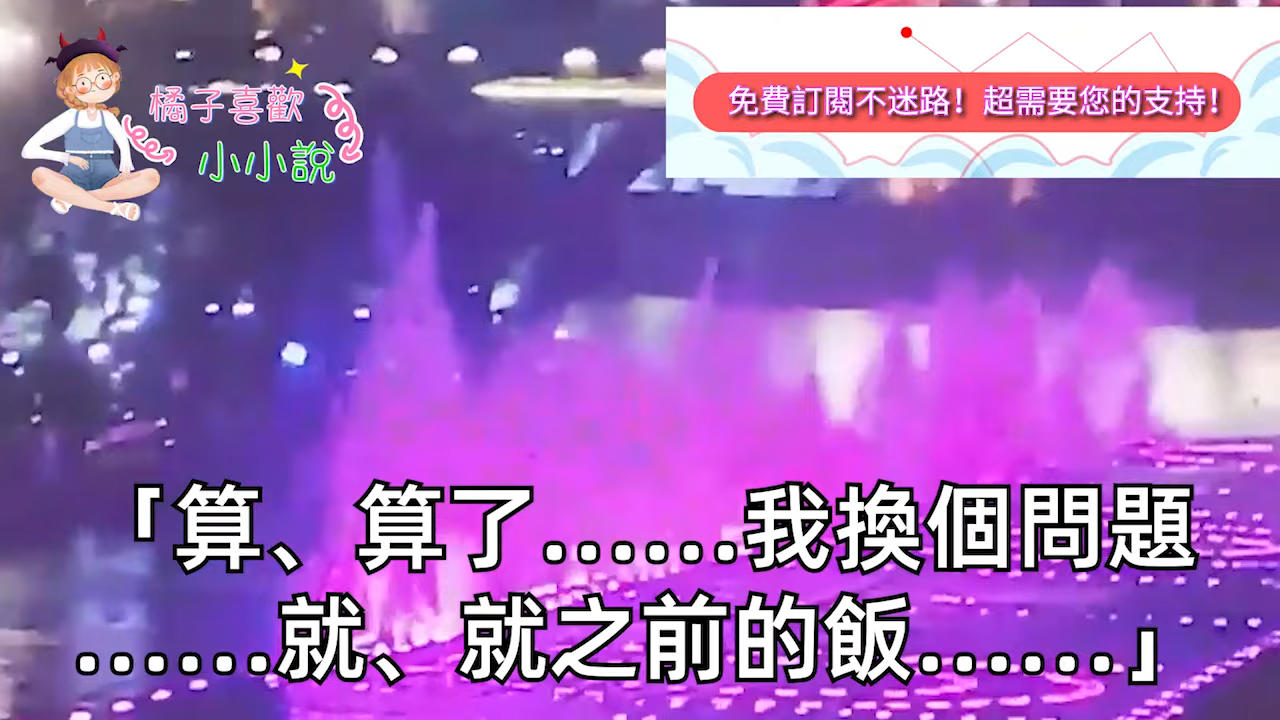 橘子喜歡
小小說
免費訂閱不迷路！超需要您的支持！
「算、算了......我換個問題
......就、就之前的飯......」